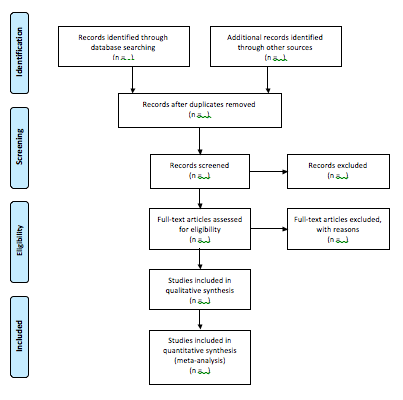 Identification
Records identified through
database searching
(n =
Additional records identified
through other sources
(n =
Records after duplicates removed
(n =
Screening
Records screened
(n =
Records excluded
(n =
Eligibility
Full-text articles assessed
for eligibility
(n =
Full-text articles excluded,
with reasons
(n =
Included
Studies included in
qualitative synthesis
(n =
Studies included in
quantitative synthesis
(meta-analysis)
(n =